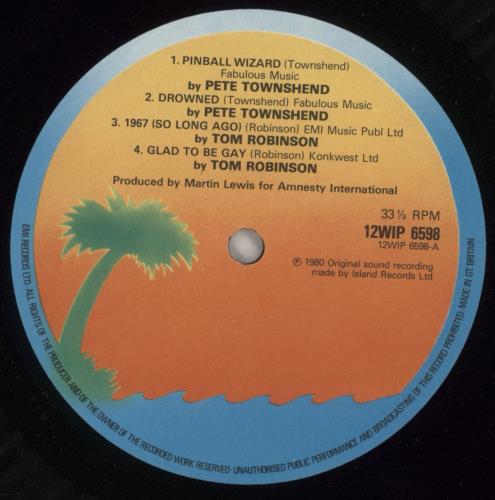 1. PINBALL WIZARD (Townshend)
Fabulous Music
by PETE TOWNSHEND
2. DROWNED (Townshend) Fabulous Music
by PETE TOWNSHEND
3. 1967 (SO LONG AGO) (Robinson) EMI Music Publ Ltd
by TOM ROBINSON
4. GLAD TO BE GAY (Robinson) Konkwest Ltd
by TOM ROBINSON
Produced by Martin Lewis for Amnesty International
33⅓ RPM
12WIP 6598
12WIP 6598-A
℗ 1980 Original sound recording
made by Island Records Ltd
EMI RECORDS LTD · ALL RIGHTS OF THE PRODUCER AND OF THE OWNER OF THE RECORDED WORK RESERVED · UNAUTHORISED PUBLIC PERFORMANCE AND BROADCASTING OF THIS RECORD PROHIBITED · MADE IN GT. BRITAIN